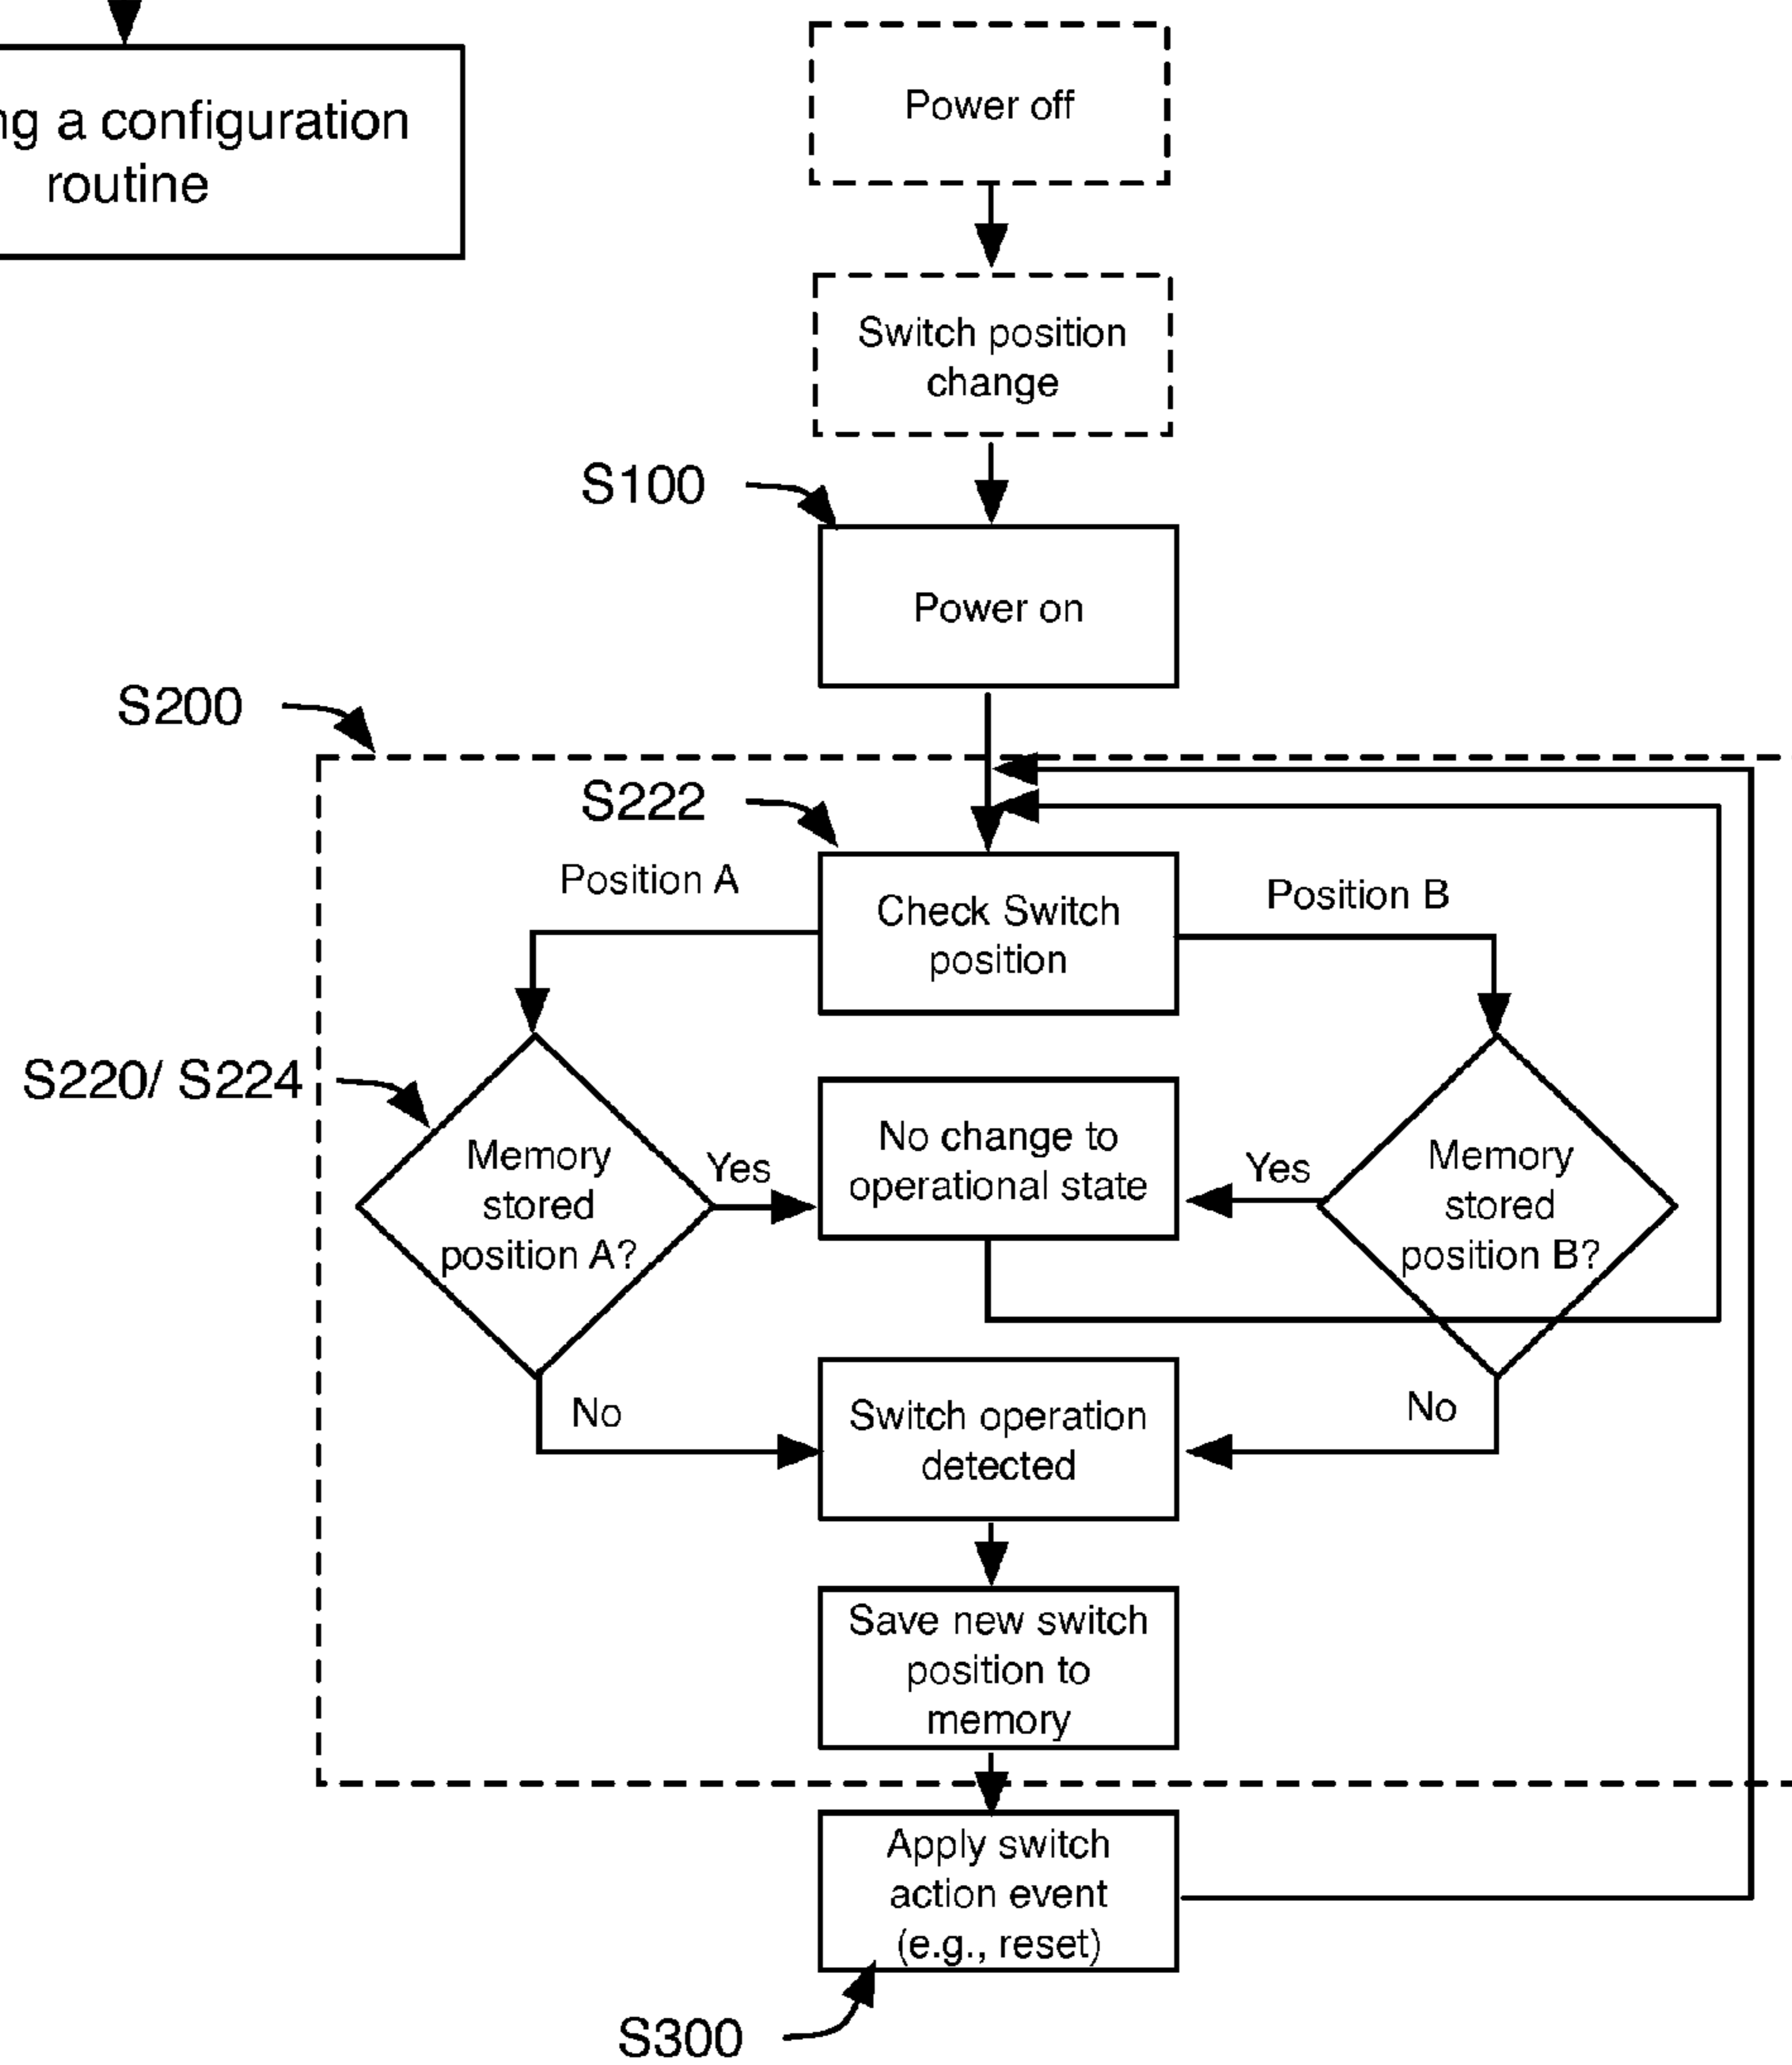 a configuration
routine
Power off
Switch position
change
S100
Power on
S200
S222
Position A
Check Switch
position
Position B
S220/ S224
Memory
stored
position A?
Yes
No change to
operational state
Yes
Memory
stored
position B?
No
Switch operation
detected
No
Save new switch
position to
memory
Apply switch
action event
(e.g., reset)
S300